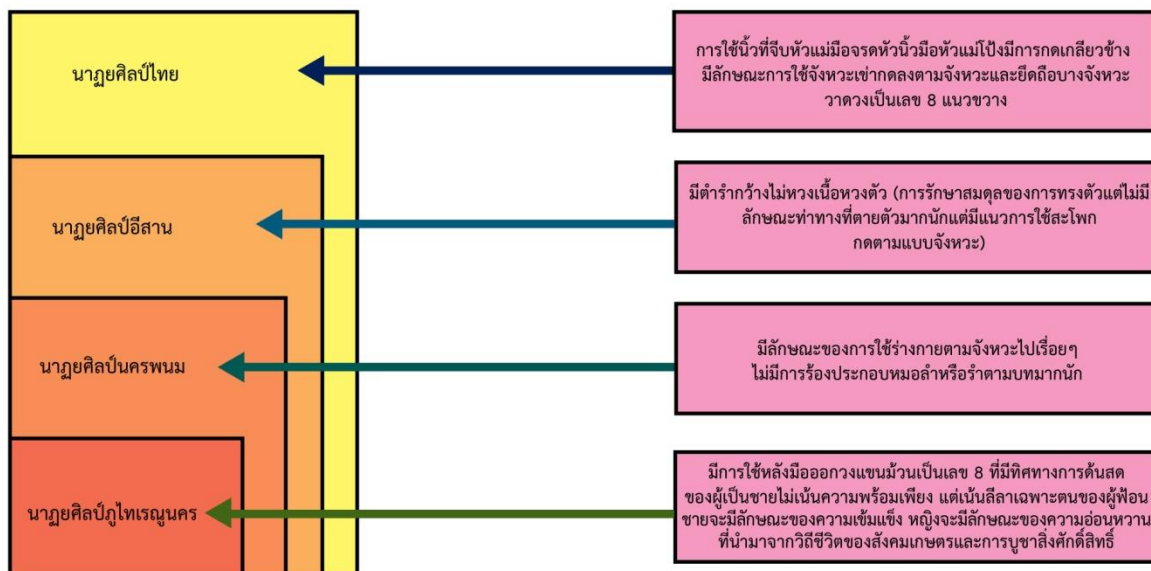 นาฏยศิลป์ไทย
การใช้นิ้วที่จีบหัวแม่มือจรดหัวนิ้วมือหัวแม่โป้งมีการกดเกลียวข้าง
มีลักษณะการใช้จังหวะเข่ากดลงตามจังหวะและยึดถือบางจังหวะ
วาดวงเป็นเลข 8 แนวขวาง
นาฏยศิลป์อีสาน
มีตำรำกว้างไม่หวงเนื้อหวงตัว (การรักษาสมดุลของการทรงตัวแต่ไม่มี
ลักษณะท่าทางที่ตายตัวมากนักแต่มีแนวการใช้สะโพก
กดตามแบบจังหวะ)
นาฏยศิลป์นครพนม
มีลักษณะของการใช้ร่างกายตามจังหวะไปเรื่อยๆ
ไม่มีการร้องประกอบหมอลำหรือรำตามบทมากนัก
นาฏยศิลป์ภูไทเรณูนคร
มีการใช้หลังมือออกวงแขนม้วนเป็นเลข 8 ที่มีทิศทางการด้นสด
ของผู้เป็นชายไม่เน้นความพร้อมเพียง แต่เน้นลีลาเฉพาะตนของผู้ฟ้อน
ชายจะมีลักษณะของความเข้มแข็ง หญิงจะมีลักษณะของความอ่อนหวาน
ที่นำมาจากวิถีชีวิตของสังคมเกษตรและการบูชาสิ่งศักดิ์สิทธิ์